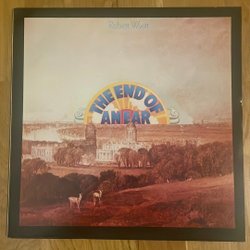 Robert Wyatt
THE END OF
AN EAR